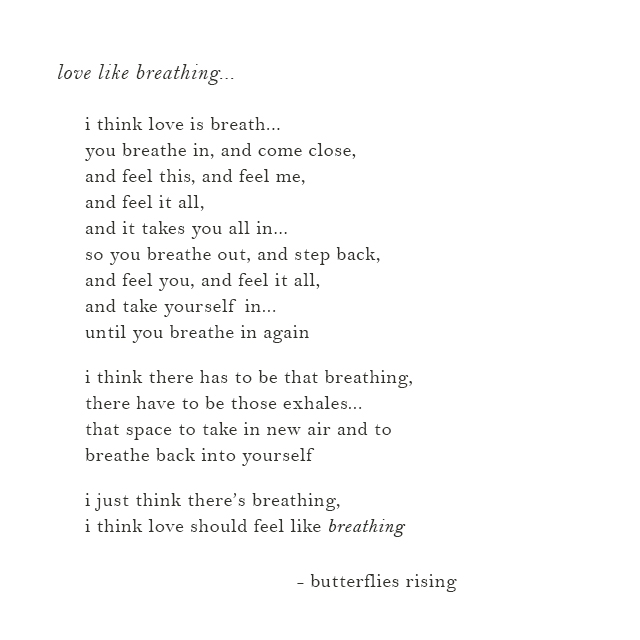 love like breathing...
i think love is breath...
you breathe in, and come close,
and feel this, and feel me,
and feel it all,
and it takes you all in...
so you breathe out, and step back,
and feel you, and feel it all,
and take yourself in...
until you breathe in again
i think there has to be that breathing,
there have to be those exhales...
that space to take in new air and to
breathe back into yourself
i just think there's breathing,
i think love should feel like breathing
- butterflies rising